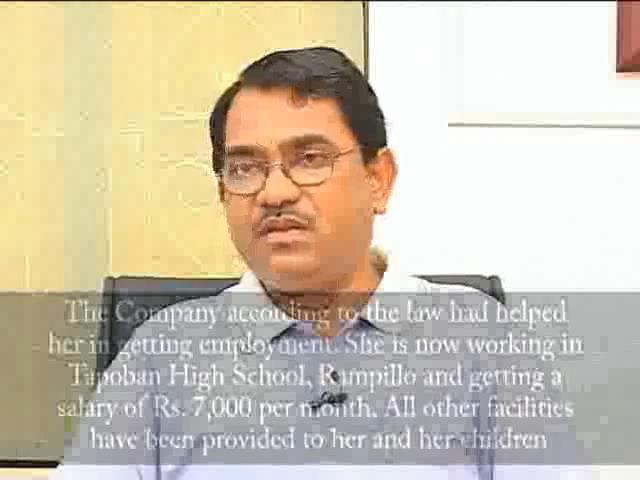 The Company according to the law had helped
her in getting employment. She is now working in
Tapoban High School, Rampillo and getting a
salary of Rs. 7,000 per month. All other facilities
have been provided to her and her children